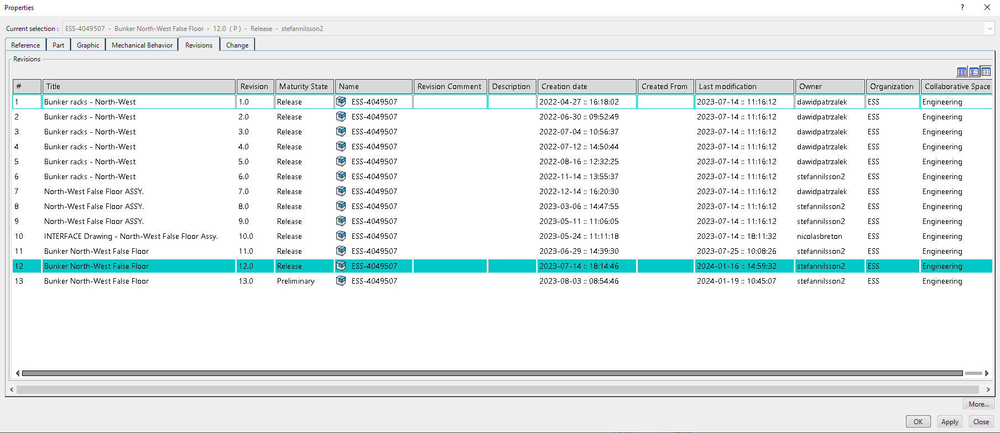 Properties
?
Current selection : ESS-4049507 - Bunker North-West False Floor - 12.0 ( P ) - Release - stefannilsson2
Reference Part Graphic Mechanical Behavior Revisions Change
Revisions
# Title Revision Maturity State Name Revision Comment Description Creation date Created From Last modification Owner Organization Collaborative Space
1 Bunker racks - North-West 1.0 Release ESS-4049507 2022-04-27 :: 16:18:02 2023-07-14 :: 11:16:12 dawidpatrzalek ESS Engineering
2 Bunker racks - North-West 2.0 Release ESS-4049507 2022-06-30 :: 09:52:49 2023-07-14 :: 11:16:12 dawidpatrzalek ESS Engineering
3 Bunker racks - North-West 3.0 Release ESS-4049507 2022-07-04 :: 10:56:37 2023-07-14 :: 11:16:12 dawidpatrzalek ESS Engineering
4 Bunker racks - North-West 4.0 Release ESS-4049507 2022-07-12 :: 14:50:44 2023-07-14 :: 11:16:12 dawidpatrzalek ESS Engineering
5 Bunker racks - North-West 5.0 Release ESS-4049507 2022-08-16 :: 12:32:25 2023-07-14 :: 11:16:12 dawidpatrzalek ESS Engineering
6 Bunker racks - North-West 6.0 Release ESS-4049507 2022-11-14 :: 13:55:37 2023-07-14 :: 11:16:12 stefannilsson2 ESS Engineering
7 North-West False Floor ASSY. 7.0 Release ESS-4049507 2022-12-14 :: 16:20:30 2023-07-14 :: 11:16:12 dawidpatrzalek ESS Engineering
8 North-West False Floor ASSY. 8.0 Release ESS-4049507 2023-03-06 :: 14:47:55 2023-07-14 :: 11:16:12 stefannilsson2 ESS Engineering
9 North-West False Floor ASSY. 9.0 Release ESS-4049507 2023-05-11 :: 11:06:05 2023-07-14 :: 11:16:12 stefannilsson2 ESS Engineering
10 INTERFACE Drawing - North-West False Floor Assy. 10.0 Release ESS-4049507 2023-05-24 :: 11:11:18 2023-07-14 :: 18:11:32 nicolasbreton ESS Engineering
11 Bunker North-West False Floor 11.0 Release ESS-4049507 2023-06-29 :: 14:39:30 2023-07-25 :: 10:08:26 stefannilsson2 ESS Engineering
12 Bunker North-West False Floor 12.0 Release ESS-4049507 2023-07-14 :: 18:14:46 2024-01-16 :: 14:59:32 stefannilsson2 ESS Engineering
13 Bunker North-West False Floor 13.0 Preliminary ESS-4049507 2023-08-03 :: 08:54:46 2024-01-19 :: 10:45:07 stefannilsson2 ESS Engineering
More...
OK Apply Close